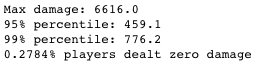 Max damage: 6616.0
95% percentile: 459.1
99% percentile: 776.2
0.2784% players dealt zero damage